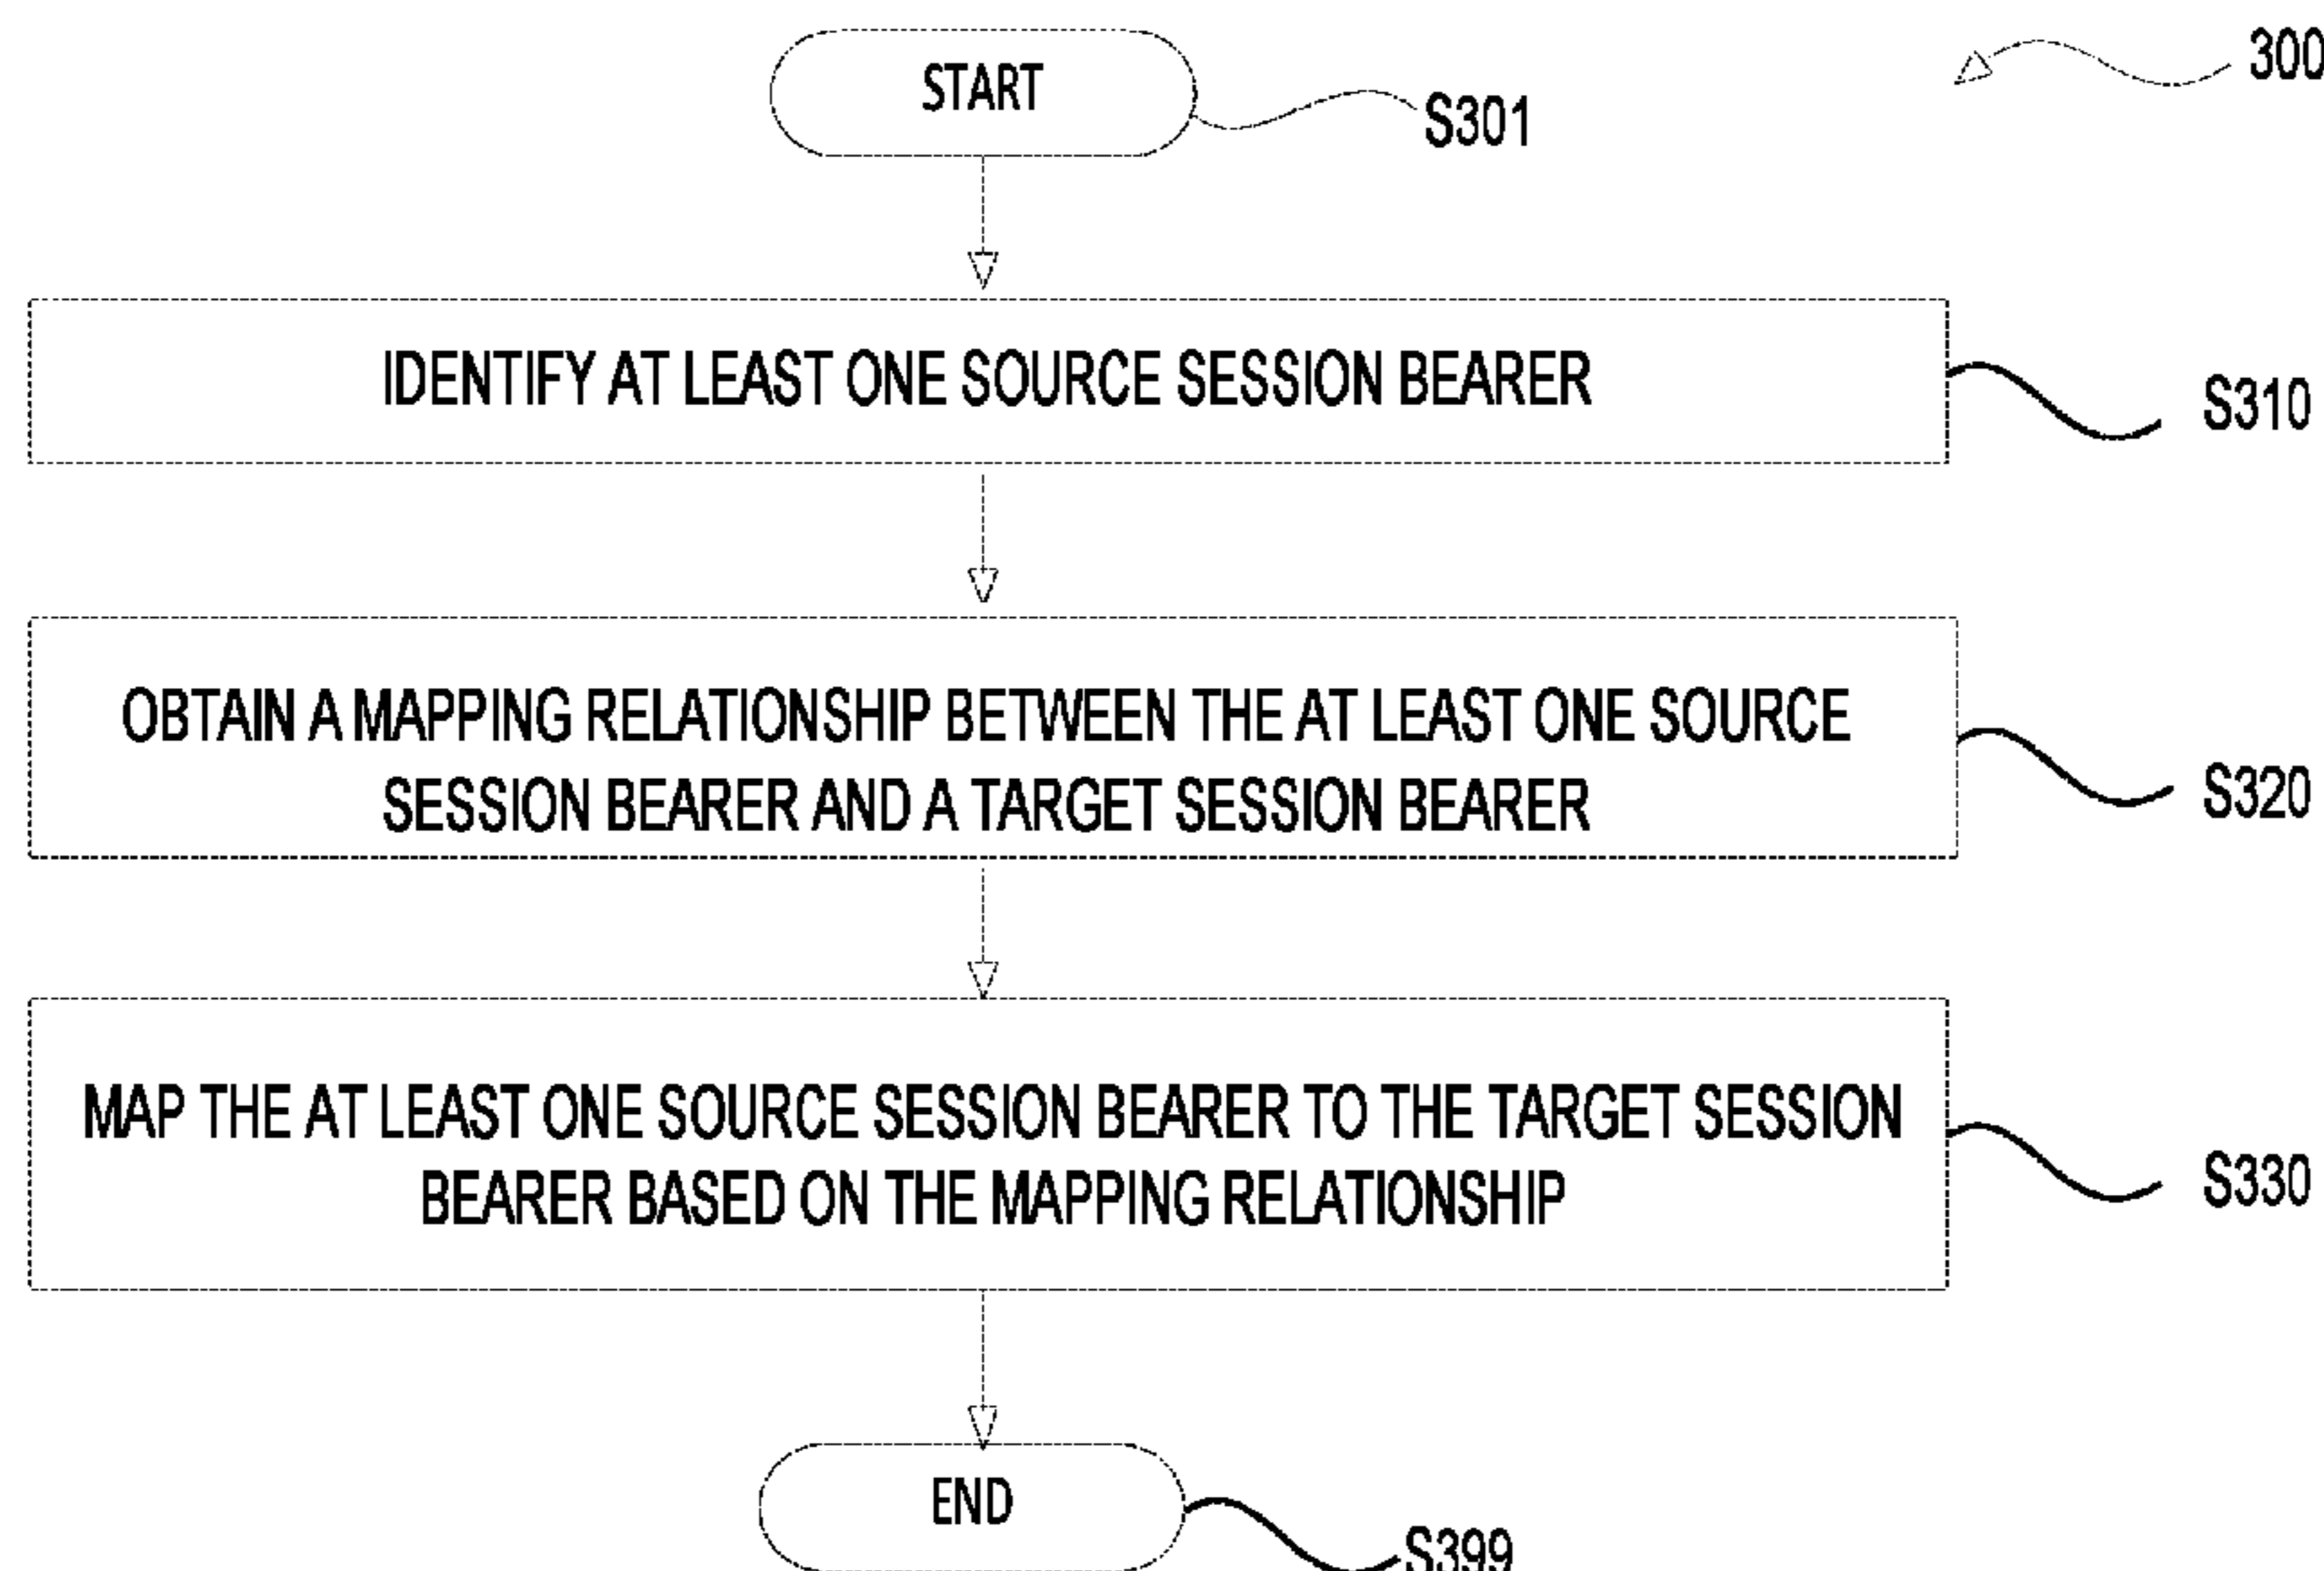 300
START
S301
IDENTIFY AT LEAST ONE SOURCE SESSION BEARER
S310
OBTAIN A MAPPING RELATIONSHIP BETWEEN THE AT LEAST ONE SOURCE
SESSION BEARER AND A TARGET SESSION BEARER
S320
MAP THE AT LEAST ONE SOURCE SESSION BEARER TO THE TARGET SESSION
BEARER BASED ON THE MAPPING RELATIONSHIP
S330
END
S399